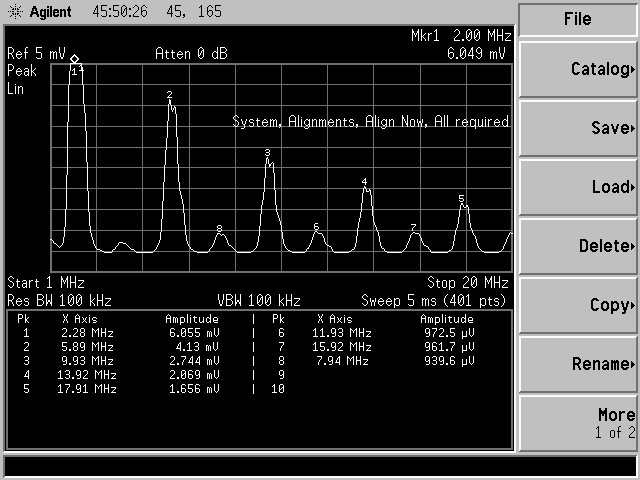 Agilent 45:50:26 45, 165
File
Mkr1 2.00 MHz
Ref 5 mV Atten 0 dB 6.049 mV
Peak
Lin
1
2
3
4
5
6
7
8
System, Alignments, Align Now, All required
Start 1 MHz Stop 20 MHz
Res BW 100 kHz VBW 100 kHz Sweep 5 ms (401 pts)
Pk X Axis Amplitude | Pk X Axis Amplitude
1 2.28 MHz 6.055 mV | 6 11.93 MHz 972.5 µV
2 5.89 MHz 4.13 mV | 7 15.92 MHz 961.7 µV
3 9.93 MHz 2.744 mV | 8 7.94 MHz 939.6 µV
4 13.92 MHz 2.069 mV | 9
5 17.91 MHz 1.656 mV | 10
Catalog
Save
Load
Delete
Copy
Rename
More
1 of 2